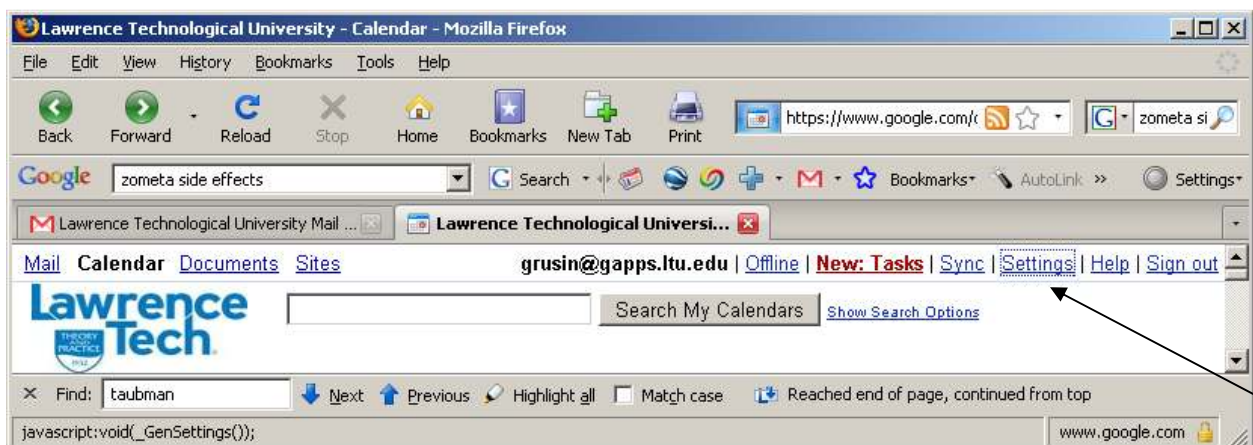 Lawrence Technological University - Calendar - Mozilla Firefox
File Edit View History Bookmarks Tools Help
Back Forward Reload Stop Home Bookmarks New Tab Print https://www.google.com/c G zometa si
Google zometa side effects G Search Bookmarks AutoLink » Settings
Lawrence Technological University Mail ... Lawrence Technological Universi...
Mail Calendar Documents Sites grusin@gapps.ltu.edu | Offline | New: Tasks | Sync | Settings | Help | Sign out
Lawrence Tech Search My Calendars Show Search Options
THEORY AND PRACTICE
1932
× Find: taubman Next Previous Highlight all Match case Reached end of page, continued from top
javascript:void(_GenSettings()); www.google.com